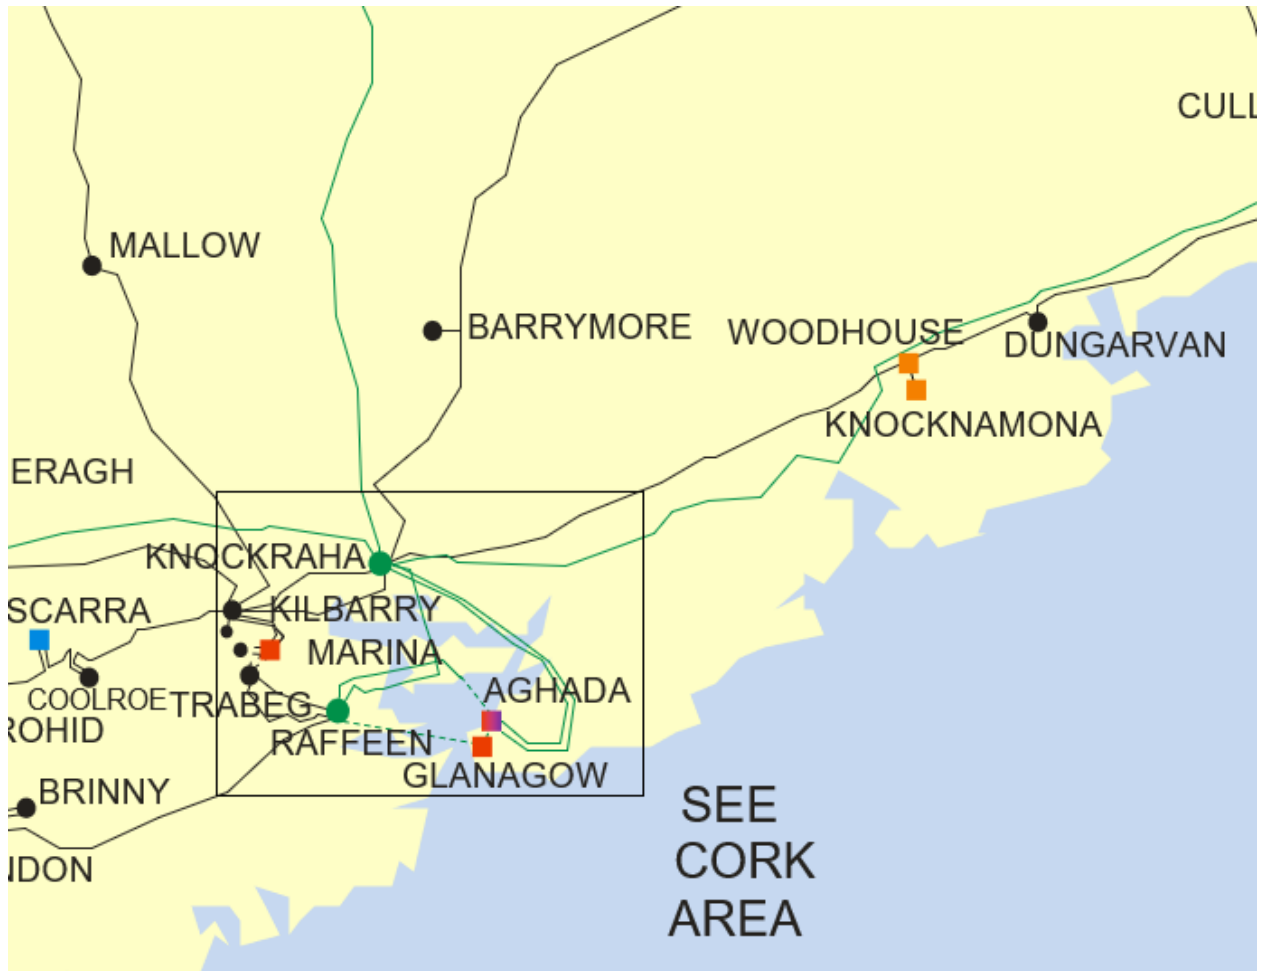 CULL
MALLOW
BARRYMORE
WOODHOUSE
DUNGARVAN
KNOCKNAMONA
ERAGH
KNOCKRAHA
SCARRA
KILBARRY
MARINA
COOLROE
TRABEG
AGHADA
ROHID
RAFFEEN
GLANAGOW
BRINNY
NDON
SEE
CORK
AREA